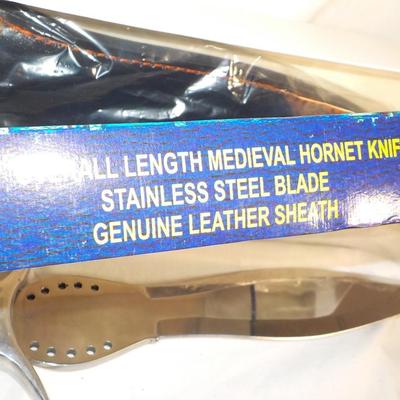 ALL LENGTH MEDIEVAL HORNET KNIF
STAINLESS STEEL BLADE
GENUINE LEATHER SHEATH